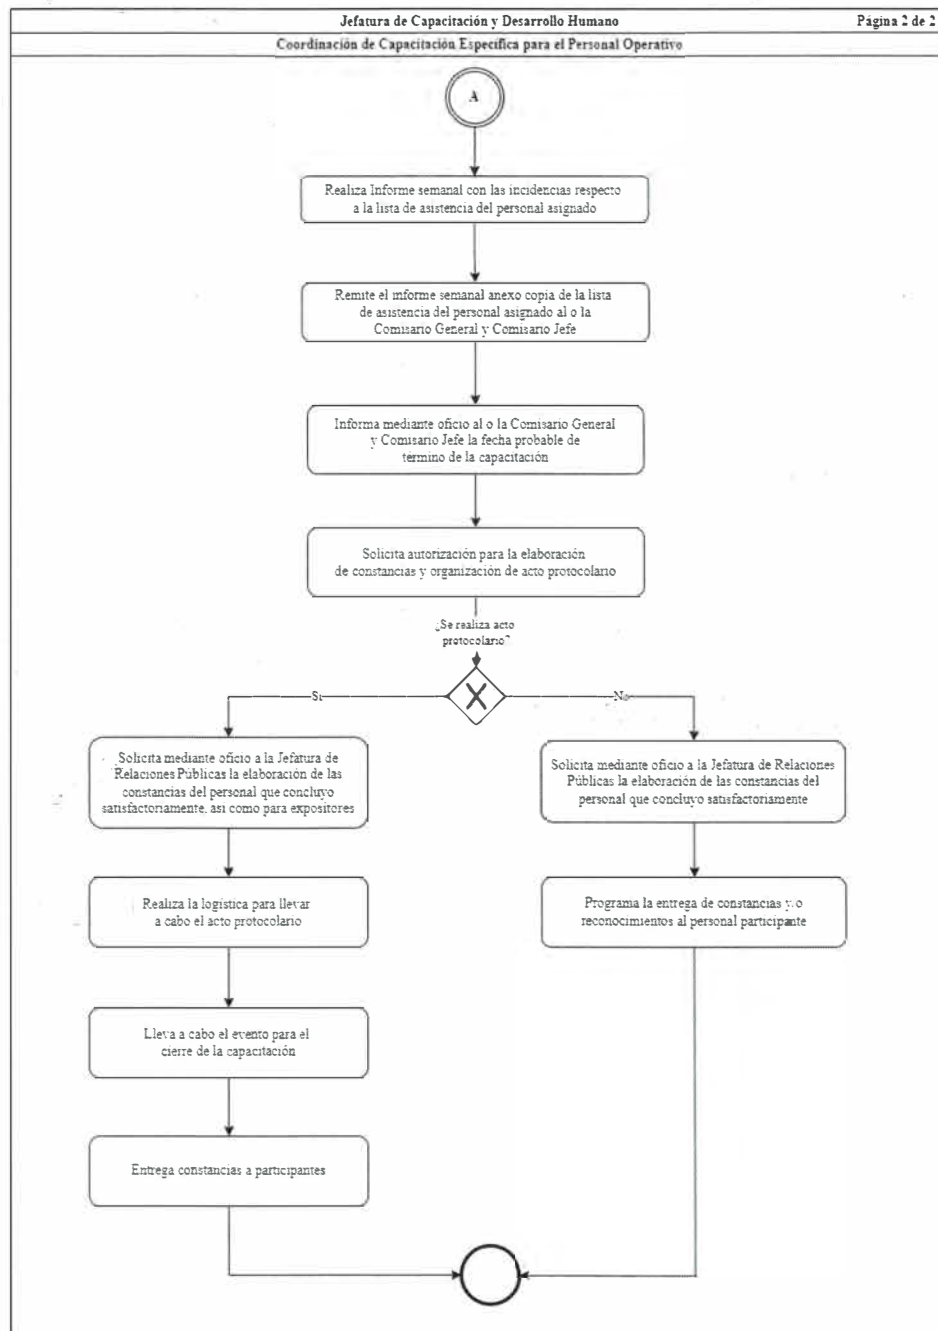 Jefatura de Capacitación y Desarrollo Humano
Página 2 de 2
Coordinación de Capacitación Específica para el Personal Operativo
A
Realiza Informe semanal con las incidencias respecto
a la lista de asistencia del personal asignado
Remite el informe semanal anexo copia de la lista
de asistencia del personal asignado al o la
Comisario General y Comisario Jefe
Informa mediante oficio al o la Comisario General
y Comisario Jefe la fecha probable de
término de la capacitación
Solicita autorización para la elaboración
de constancias y organización de acto protocolario
¿Se realiza acto
protocolario?
Si
No
Solicita mediante oficio a la Jefatura de
Relaciones Públicas la elaboración de las
constancias del personal que concluyo
satisfactoriamente, asi como para expositores
Solicita mediante oficio a la Jefatura de Relaciones
Públicas la elaboración de las constancias del
personal que concluyo satisfactoriamente
Realiza la logística para llevar
a cabo el acto protocolario
Programa la entrega de constancias y/o
reconocimientos al personal participante
Lleva a cabo el evento para el
cierre de la capacitación
Entrega constancias a participantes